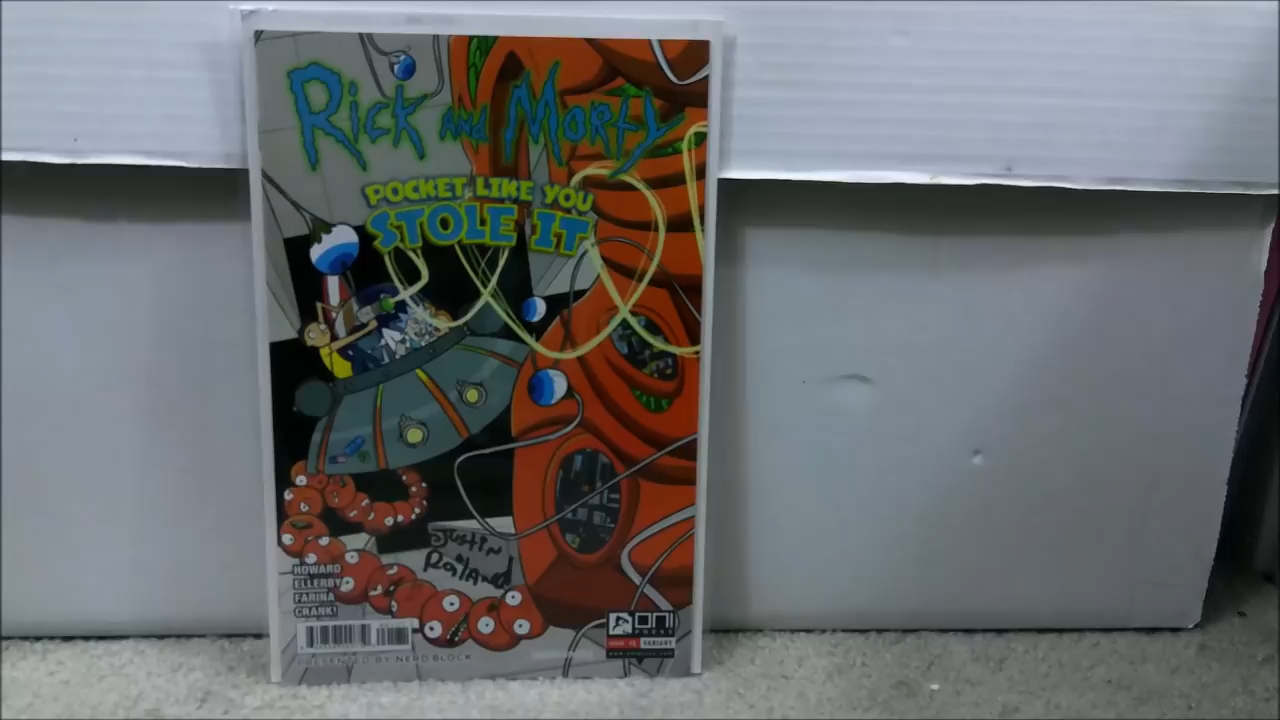 Rick and Morty
POCKET LIKE YOU
STOLE IT
Justin
Roiland
HOWARD
ELLERBY
FARINA
CRANK!
PRESENTED BY NERD BLOCK
ONI
PRESS
VARIANT